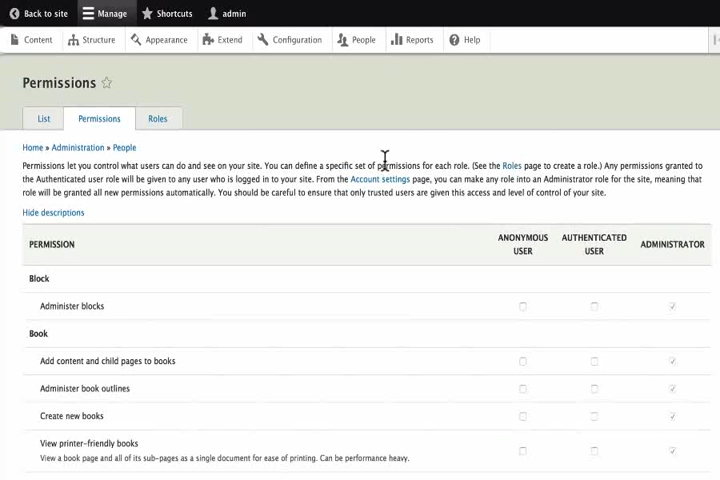 Back to site Manage Shortcuts admin
Content Structure Appearance Extend Configuration People Reports Help
Permissions
List Permissions Roles
Home » Administration » People
Permissions let you control what users can do and see on your site. You can define a specific set of permissions for each role. (See the Roles page to create a role.) Any permissions granted to
the Authenticated user role will be given to any user who is logged in to your site. From the Account settings page, you can make any role into an Administrator role for the site, meaning that
role will be granted all new permissions automatically. You should be careful to ensure that only trusted users are given this access and level of control of your site.
Hide descriptions
PERMISSION ANONYMOUS USER AUTHENTICATED USER ADMINISTRATOR
Block
Administer blocks
Book
Add content and child pages to books
Administer book outlines
Create new books
View printer-friendly books
View a book page and all of its sub-pages as a single document for ease of printing. Can be performance heavy.